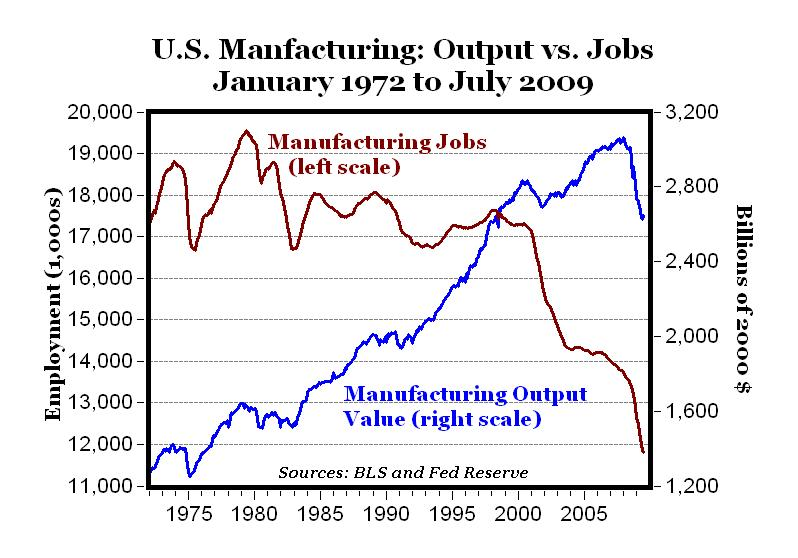 U.S. Manfacturing: Output vs. Jobs
January 1972 to July 2009
20,000
19,000
18,000
17,000
16,000
15,000
14,000
13,000
12,000
11,000
Employment (1,000s)
Manufacturing Jobs
(left scale)
Manufacturing Output
Value (right scale)
Sources: BLS and Fed Reserve
3,200
2,800
2,400
2,000
1,600
1,200
Billions of 2000 $
1975 1980 1985 1990 1995 2000 2005